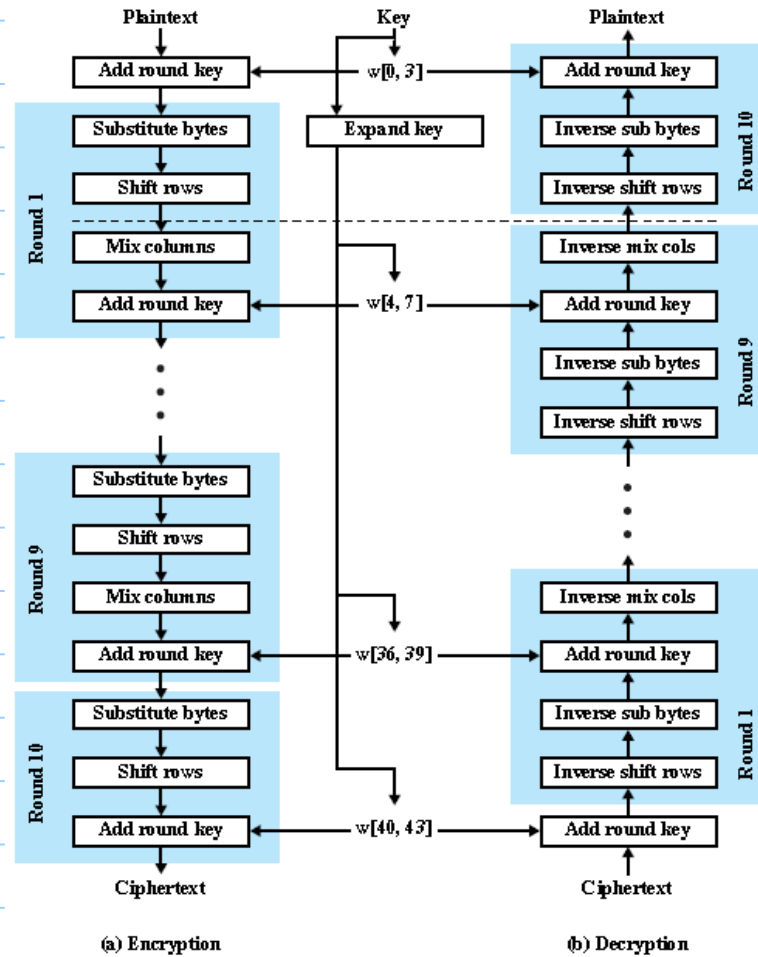 Plaintext
Key
Plaintext
Add round key
w[0, 3]
Add round key
Substitute bytes
Expand key
Inverse sub bytes
Shift rows
Inverse shift rows
Round 1
Round 10
Mix columns
Inverse mix cols
Add round key
w[4, 7]
Add round key
Inverse sub bytes
Inverse shift rows
Round 9
Substitute bytes
Shift rows
Mix columns
Inverse mix cols
Round 9
Add round key
w[36, 39]
Add round key
Substitute bytes
Inverse sub bytes
Shift rows
Inverse shift rows
Round 10
Round 1
Add round key
w[40, 43]
Add round key
Ciphertext
Ciphertext
(a) Encryption
(b) Decryption